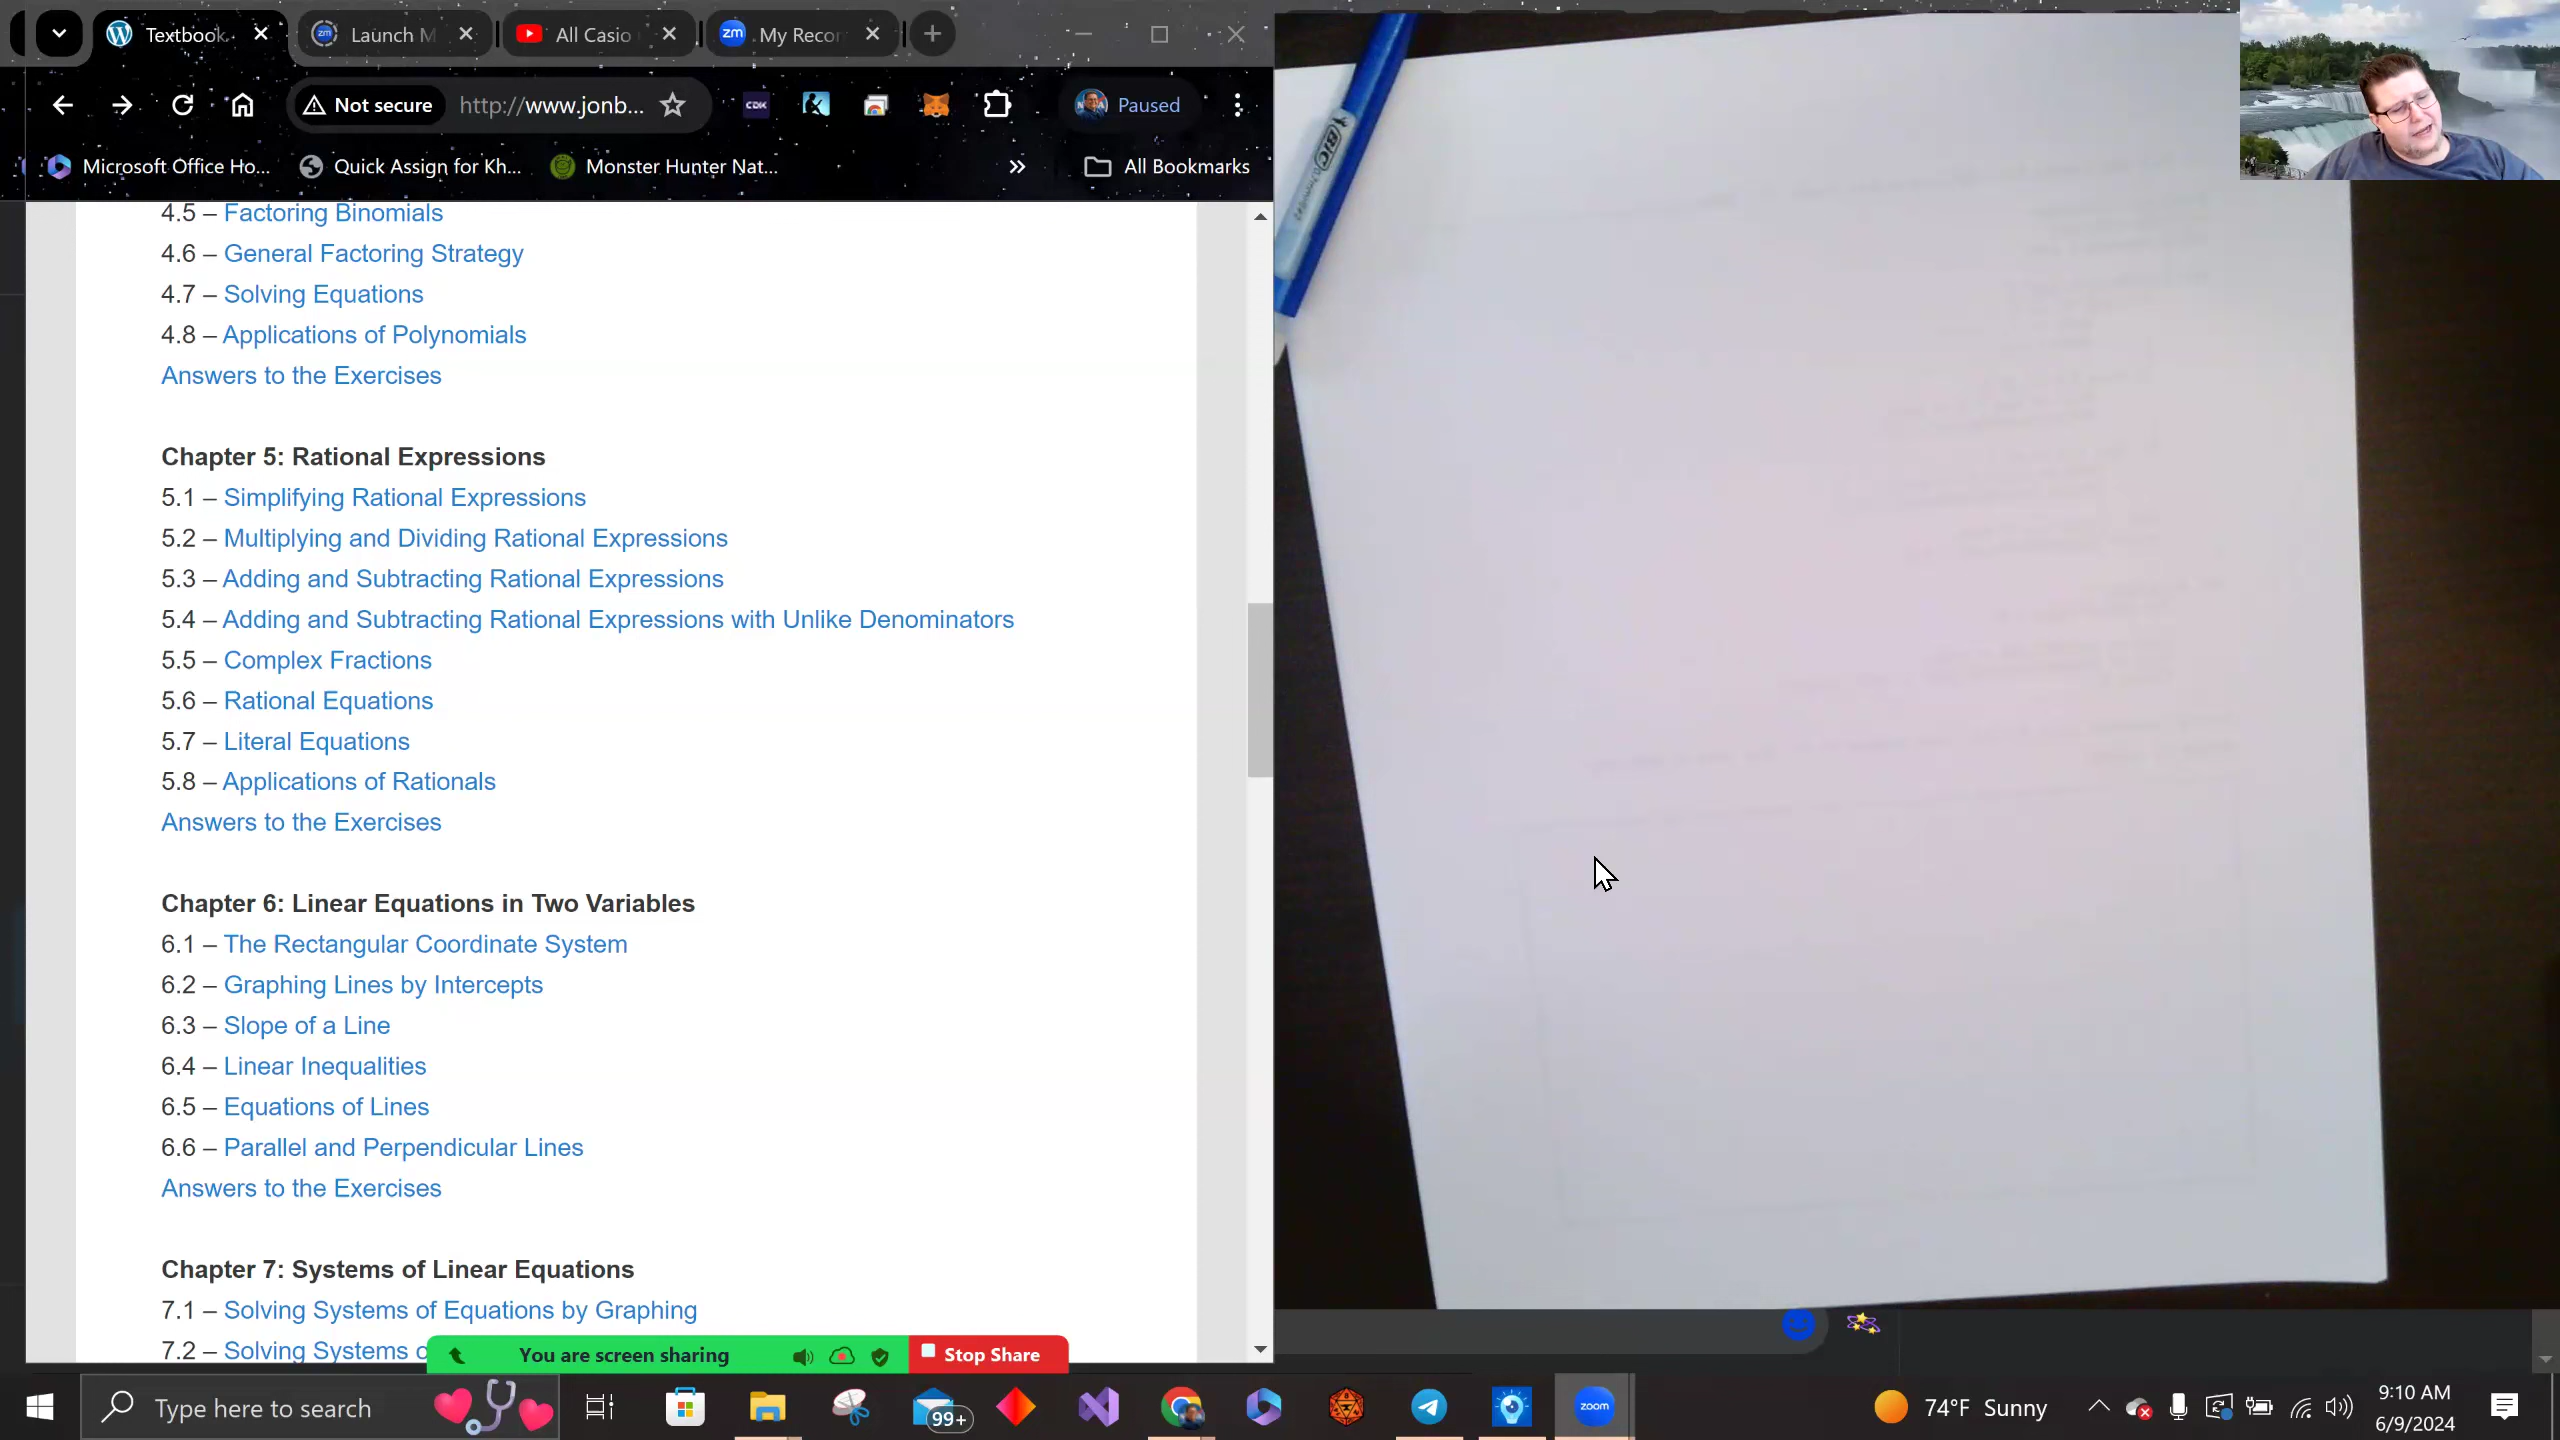 Textbook
Launch M
All Casio
My Recor
Not secure
http://www.jonb...
CDK
Paused
Microsoft Office Ho...
Quick Assign for Kh...
Monster Hunter Nat...
»
All Bookmarks
4.5 – Factoring Binomials
4.6 – General Factoring Strategy
4.7 – Solving Equations
4.8 – Applications of Polynomials
Answers to the Exercises
Chapter 5: Rational Expressions
5.1 – Simplifying Rational Expressions
5.2 – Multiplying and Dividing Rational Expressions
5.3 – Adding and Subtracting Rational Expressions
5.4 – Adding and Subtracting Rational Expressions with Unlike Denominators
5.5 – Complex Fractions
5.6 – Rational Equations
5.7 – Literal Equations
5.8 – Applications of Rationals
Answers to the Exercises
Chapter 6: Linear Equations in Two Variables
6.1 – The Rectangular Coordinate System
6.2 – Graphing Lines by Intercepts
6.3 – Slope of a Line
6.4 – Linear Inequalities
6.5 – Equations of Lines
6.6 – Parallel and Perpendicular Lines
Answers to the Exercises
Chapter 7: Systems of Linear Equations
7.1 – Solving Systems of Equations by Graphing
7.2 – Solving Systems o
You are screen sharing
Stop Share
BIC
Type here to search
99+
zoom
74°F Sunny
9:10 AM
6/9/2024